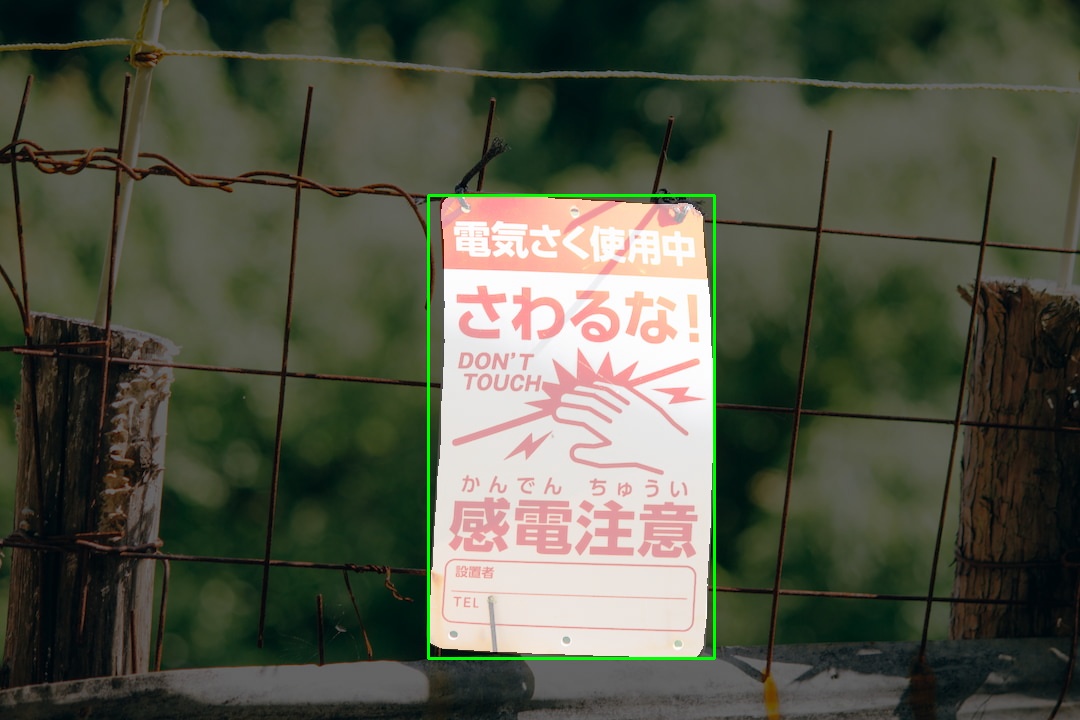 電気さく使用中
さわるな!
DON'T
TOUCH
かんでん ちゅうい
感電注意
設置者
TEL